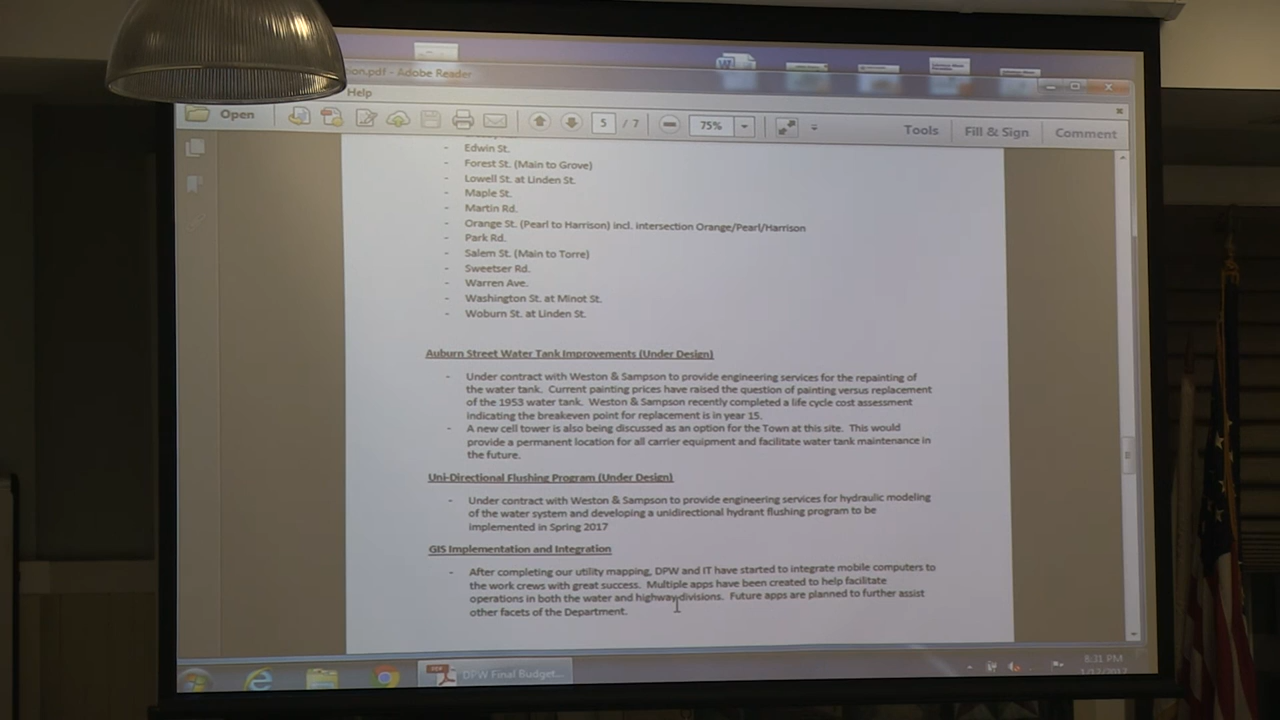 ion.pdf - Adobe Reader
Help
Open
5 / 7
75%
Tools
Fill & Sign
Comment
- Edwin St.
- Forest St. (Main to Grove)
- Lowell St. at Linden St.
- Maple St.
- Martin Rd.
- Orange St. (Pearl to Harrison) incl. intersection Orange/Pearl/Harrison
- Park Rd.
- Salem St. (Main to Torre)
- Sweetser Rd.
- Warren Ave.
- Washington St. at Minot St.
- Woburn St. at Linden St.
Auburn Street Water Tank Improvements (Under Design)
- Under contract with Weston & Sampson to provide engineering services for the repainting of
the water tank. Current painting prices have raised the question of painting versus replacement
of the 1953 water tank. Weston & Sampson recently completed a life cycle cost assessment
indicating the breakeven point for replacement is in year 15.
- A new cell tower is also being discussed as an option for the Town at this site. This would
provide a permanent location for all carrier equipment and facilitate water tank maintenance in
the future.
Uni-Directional Flushing Program (Under Design)
- Under contract with Weston & Sampson to provide engineering services for hydraulic modeling
of the water system and developing a unidirectional hydrant flushing program to be
implemented in Spring 2017
GIS Implementation and Integration
- After completing our utility mapping, DPW and IT have started to integrate mobile computers to
the work crews with great success. Multiple apps have been created to help facilitate
operations in both the water and highway divisions. Future apps are planned to further assist
other facets of the Department.
DPW Final Budget...
8:31 PM